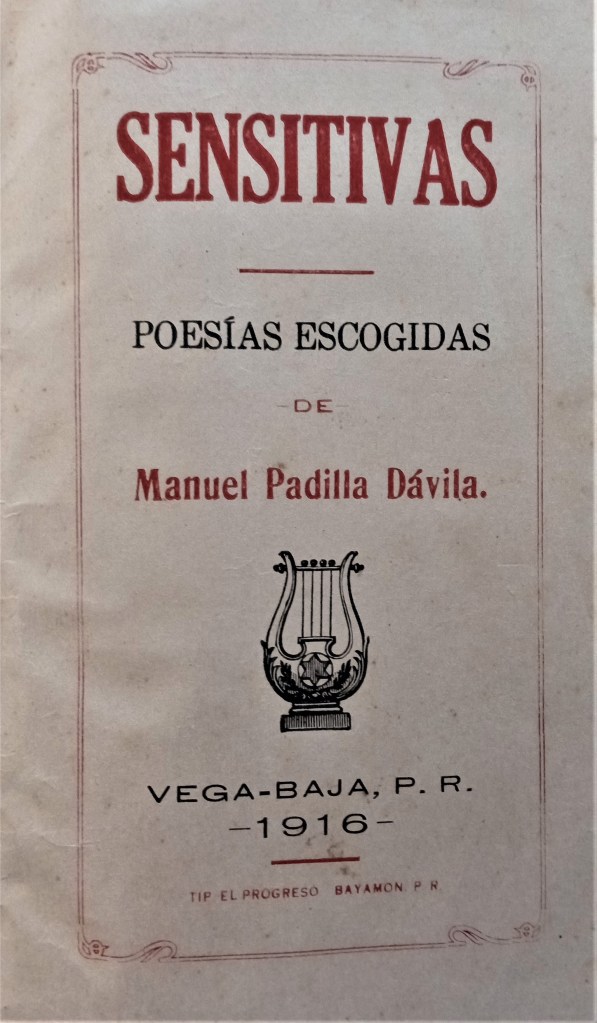 SENSITIVAS
POESÍAS ESCOGIDAS
-DE-
Manuel Padilla Dávila.
VEGA-BAJA, P. R.
-1916-
TIP EL PROGRESO BAYAMON P R